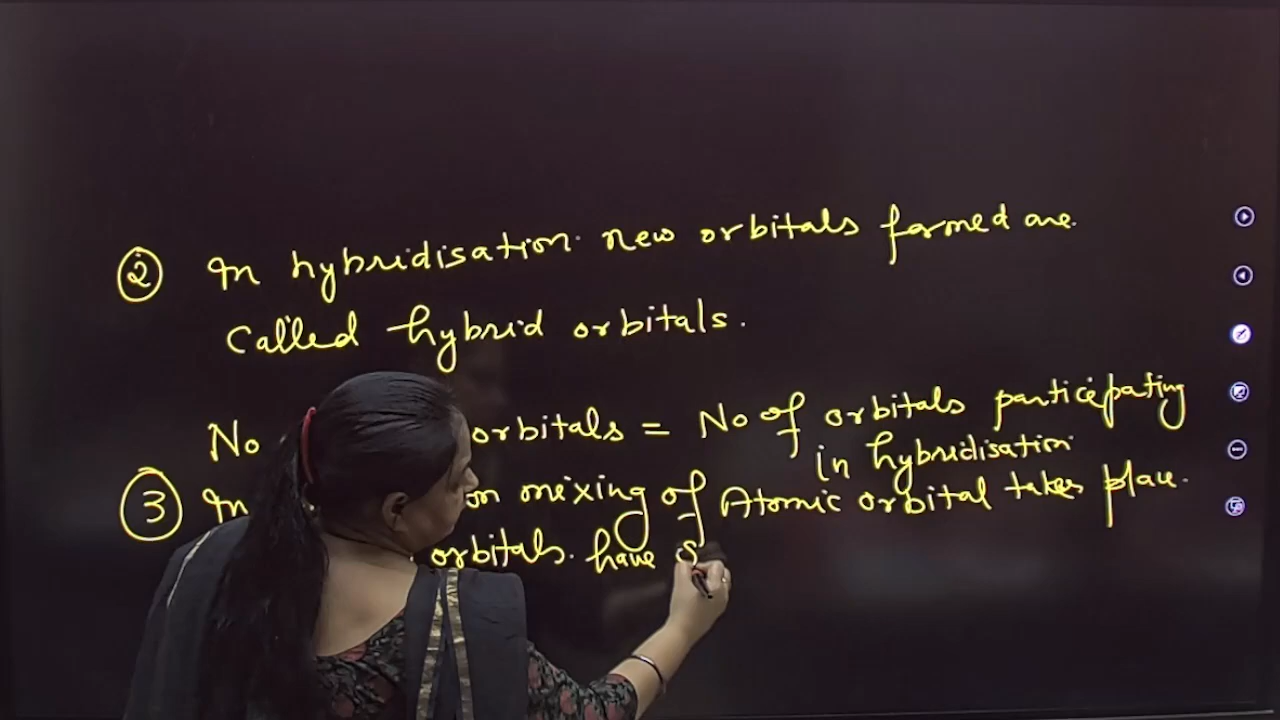 ② In hybridisation new orbitals formed are
called hybrid orbitals.
No orbitals = No of orbitals participating
in hybridisation
③ In on mixing of Atomic orbital takes place.
orbitals. have s